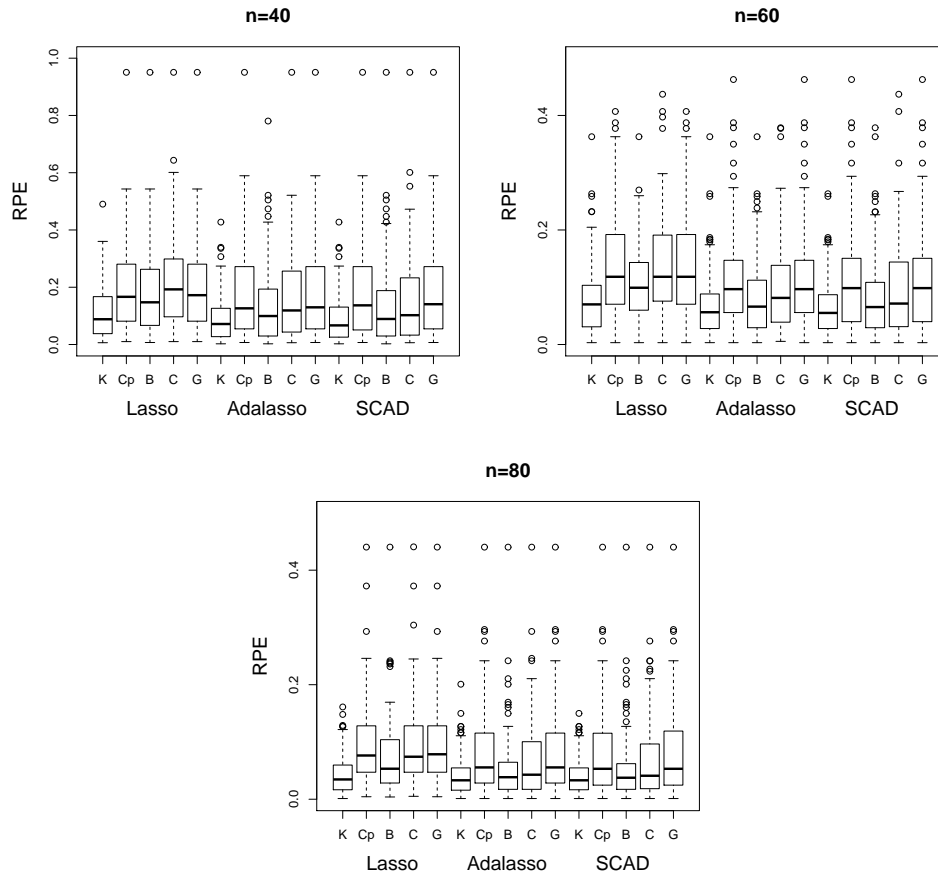 n=40
RPE
1.0
0.8
0.6
0.4
0.2
0.0
K Cp B C G K Cp B C G K Cp B C G
Lasso Adalasso SCAD
n=60
RPE
0.4
0.2
0.0
K Cp B C G K Cp B C G K Cp B C G
Lasso Adalasso SCAD
n=80
RPE
0.4
0.2
0.0
K Cp B C G K Cp B C G K Cp B C G
Lasso Adalasso SCAD